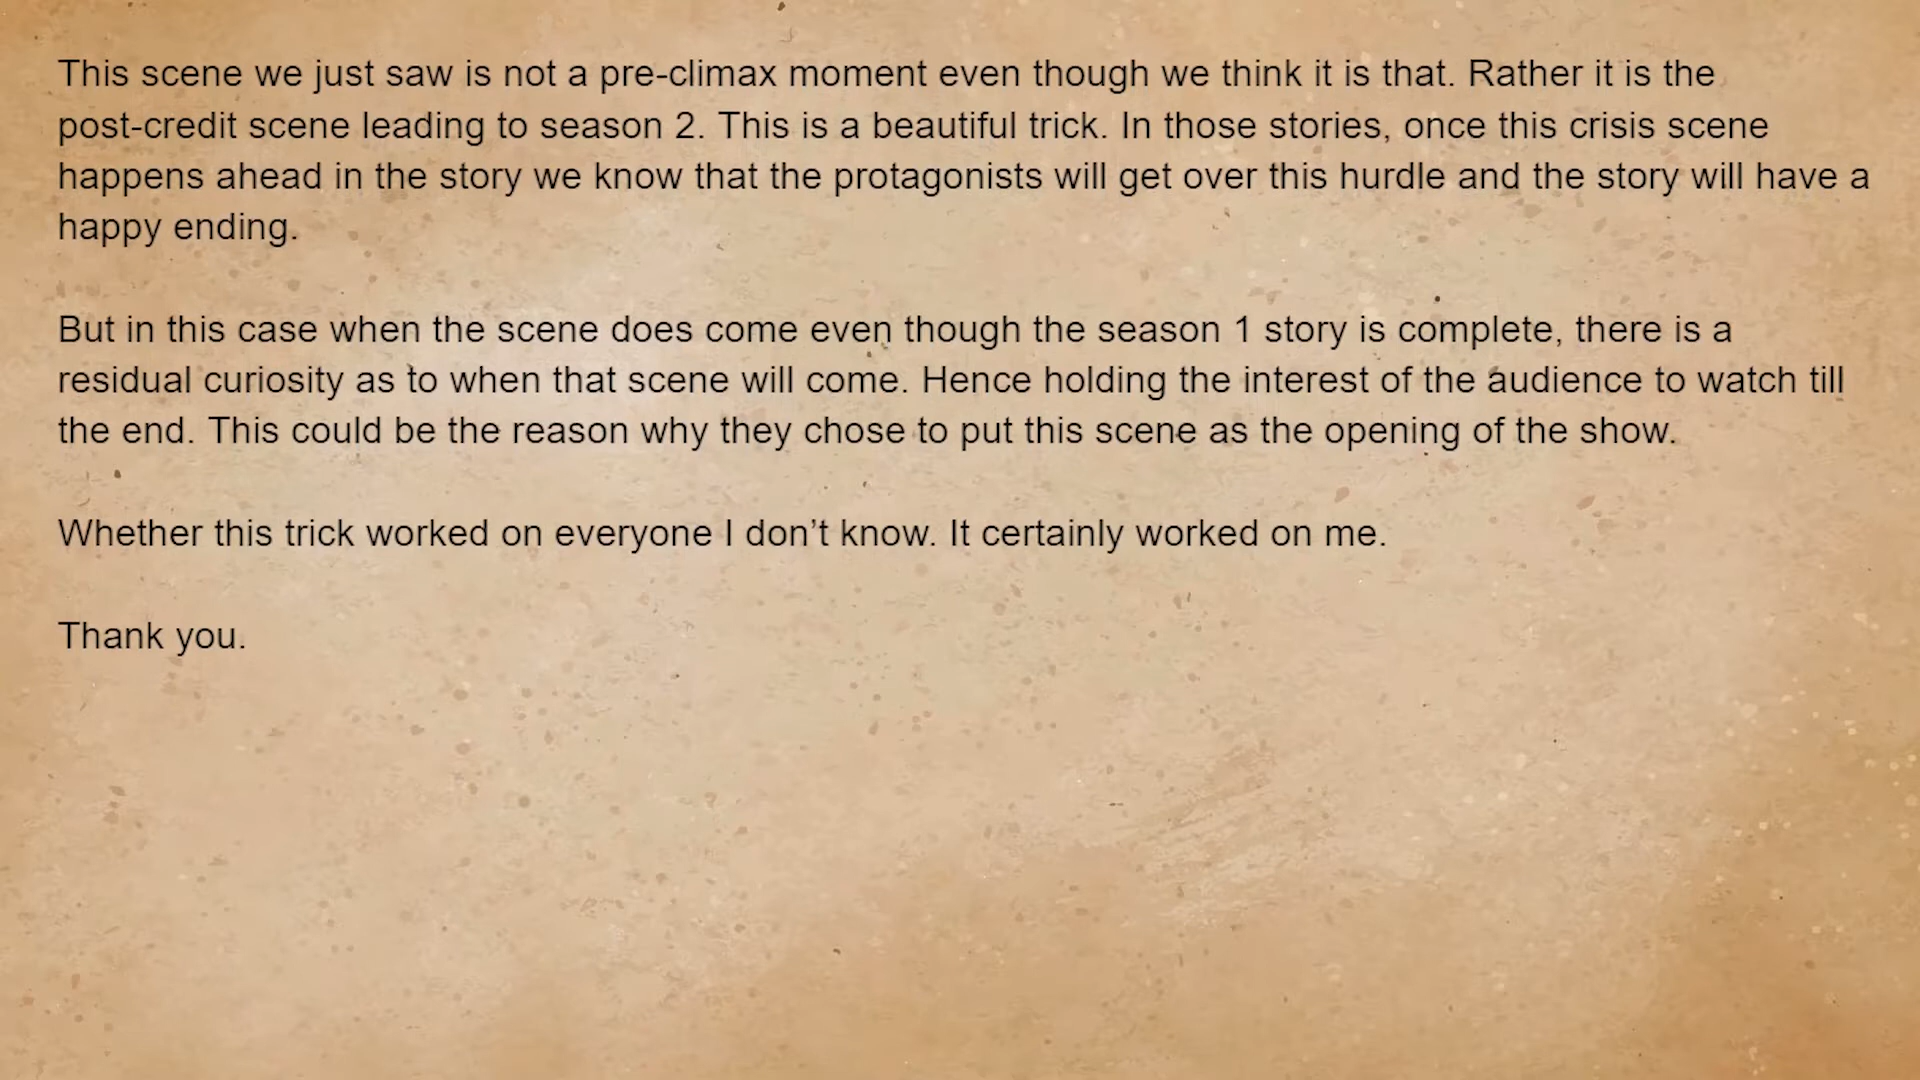 This scene we just saw is not a pre-climax moment even though we think it is that. Rather it is the
post-credit scene leading to season 2. This is a beautiful trick. In those stories, once this crisis scene
happens ahead in the story we know that the protagonists will get over this hurdle and the story will have a
happy ending.
But in this case when the scene does come even though the season 1 story is complete, there is a
residual curiosity as to when that scene will come. Hence holding the interest of the audience to watch till
the end. This could be the reason why they chose to put this scene as the opening of the show.
Whether this trick worked on everyone I don’t know. It certainly worked on me.
Thank you.